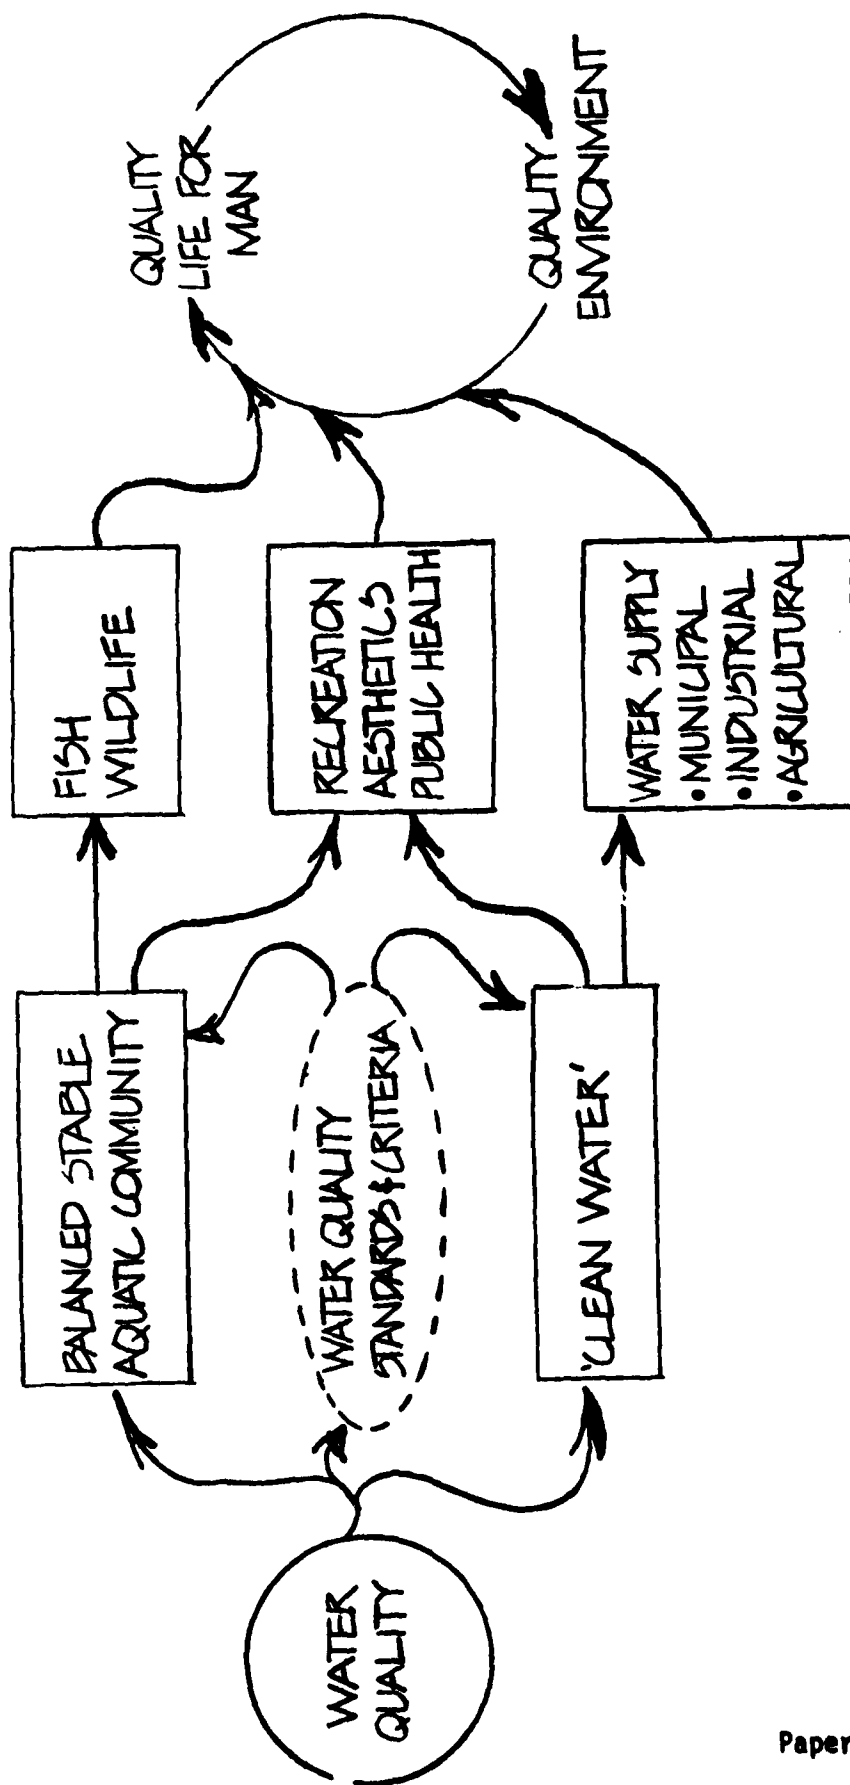 WATER
QUALITY
BALANCED STABLE
AQUATIC COMMUNITY
WATER QUALITY
STANDARDS & CRITERIA
'CLEAN WATER'
FISH
WILDLIFE
RECREATION
AESTHETICS
PUBLIC HEALTH
WATER SUPPLY
• MUNICIPAL
• INDUSTRIAL
• AGRICULTURAL
QUALITY
LIFE FOR
MAN
QUALITY
ENVIRONMENT
Paper